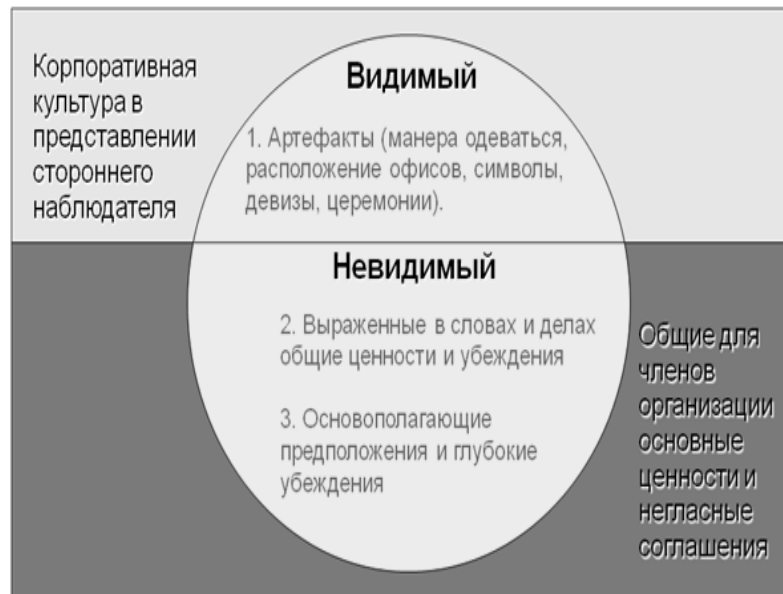 Корпоративная
культура в
представлении
стороннего
наблюдателя
Видимый
1. Артефакты (манера одеваться,
расположение офисов, символы,
девизы, церемонии).
Невидимый
2. Выраженные в словах и делах
общие ценности и убеждения
3. Основополагающие
предположения и глубокие
убеждения
Общие для
членов
организации
основные
ценности и
негласные
соглашения